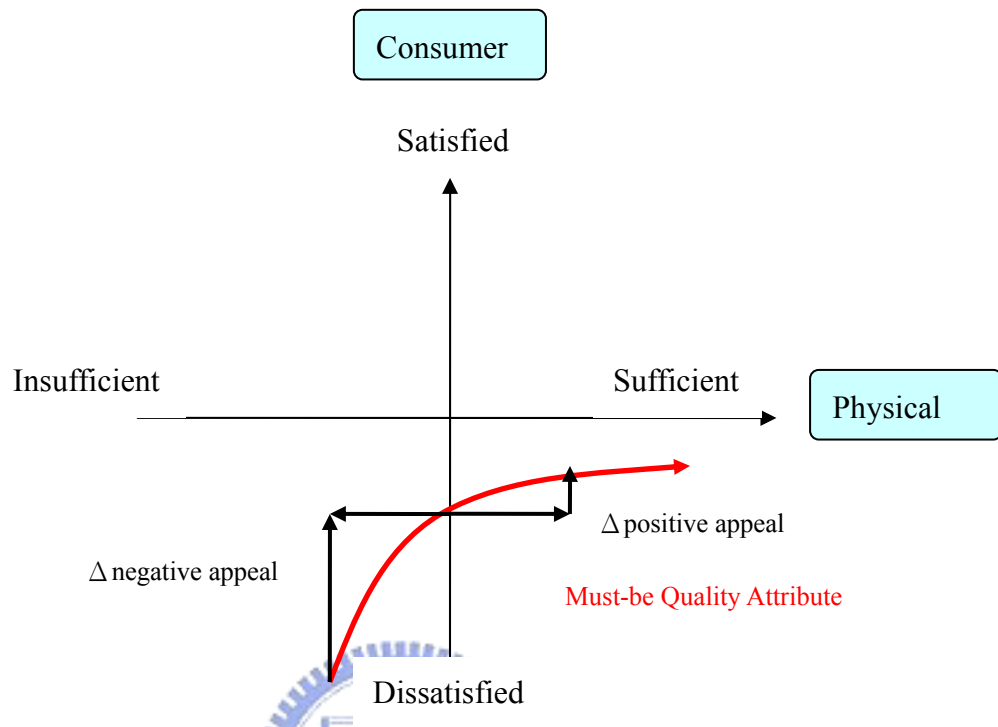 Consumer
Satisfied
Insufficient
Sufficient
Physical
Δ positive appeal
Δ negative appeal
Must-be Quality Attribute
Dissatisfied